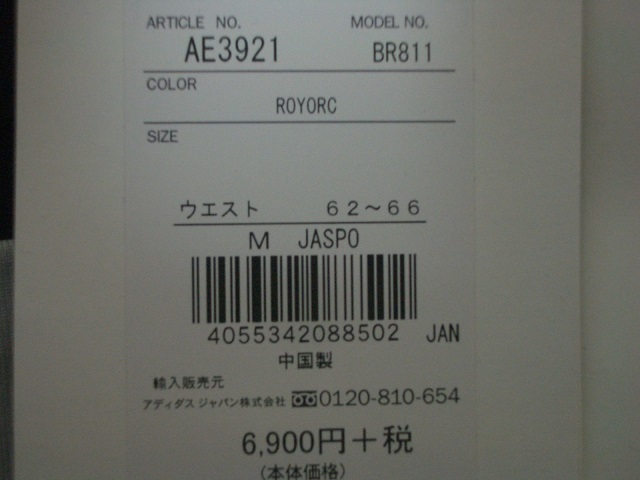 ARTICLE NO. MODEL NO.
AE3921 BR811
COLOR
ROYORC
SIZE
ウエスト 62～66
M JASPO
4055342088502 JAN
中国製
輸入販売元
アディダス ジャパン株式会社 0120-810-654
6,900円＋税
(本体価格)